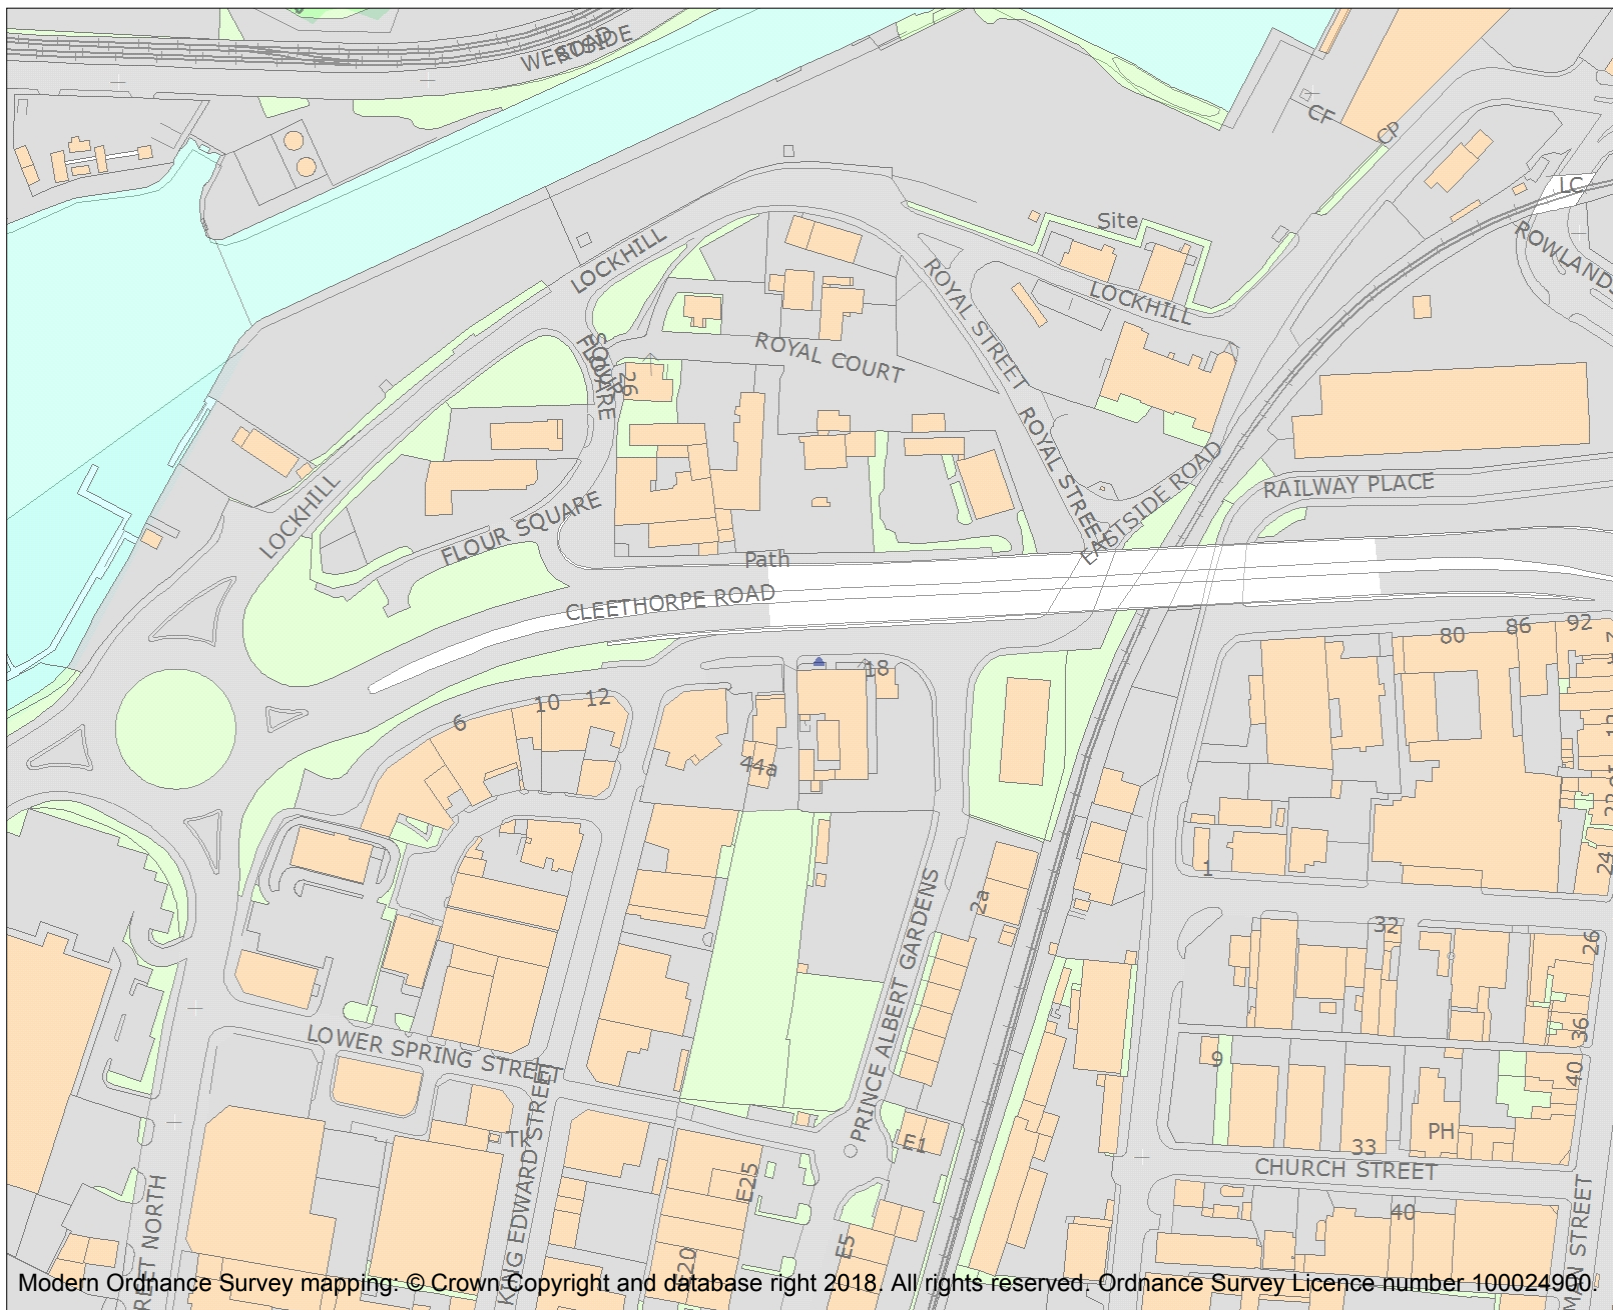 WESTSIDE
ROAD
CF
CP
LC
Site
ROWLANDS
LOCKHILL
ROYAL STREET
LOCKHILL
ROYAL COURT
FLOUR
SQUARE
26
ROYAL STREET
EASTSIDE ROAD
RAILWAY PLACE
LOCKHILL
FLOUR SQUARE
Path
CLEETHORPE ROAD
80
86
92
18
6
10
12
44a
1
24
2a
32
26
PRINCE ALBERT GARDENS
LOWER SPRING STREET
36
9
40
Tk
E1
PH
33
CHURCH STREET
E25
40
E5
E20
REET NORTH
KING EDWARD STREET
MAN STREET
Modern Ordnance Survey mapping: © Crown Copyright and database right 2018. All rights reserved. Ordnance Survey Licence number 100024900.